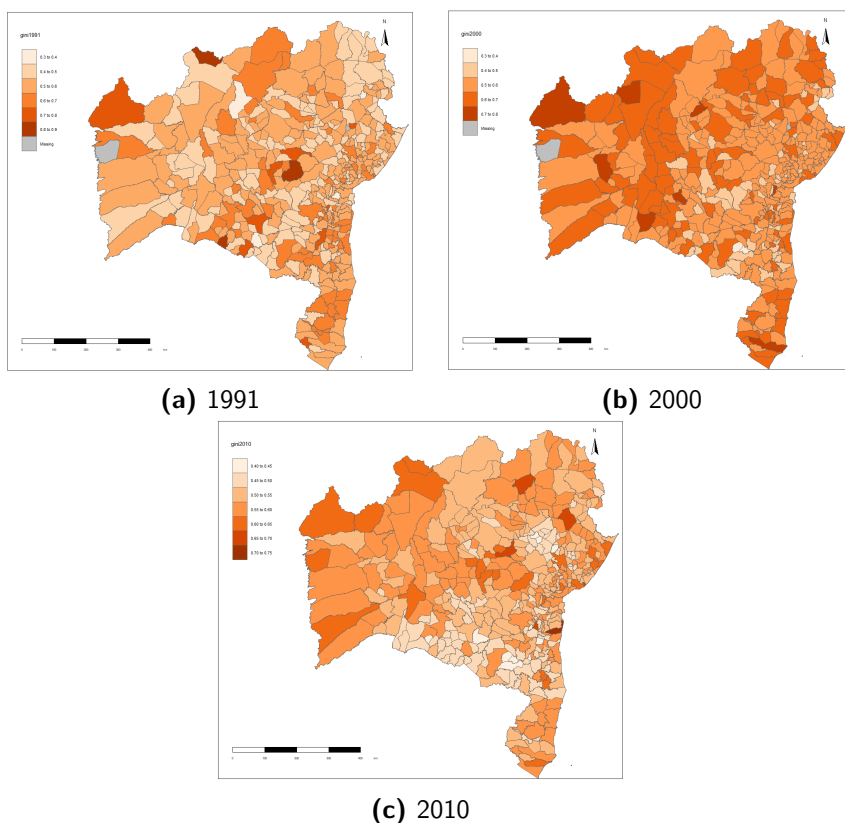 N
gini1991
0.3 to 0.4
0.4 to 0.5
0.5 to 0.6
0.6 to 0.7
0.7 to 0.8
0.8 to 0.9
Missing
(a) 1991
N
gini2000
0.3 to 0.4
0.4 to 0.5
0.5 to 0.6
0.6 to 0.7
0.7 to 0.8
Missing
(b) 2000
N
gini2010
0.40 to 0.45
0.45 to 0.50
0.50 to 0.55
0.55 to 0.60
0.60 to 0.65
0.65 to 0.70
0.70 to 0.75
(c) 2010